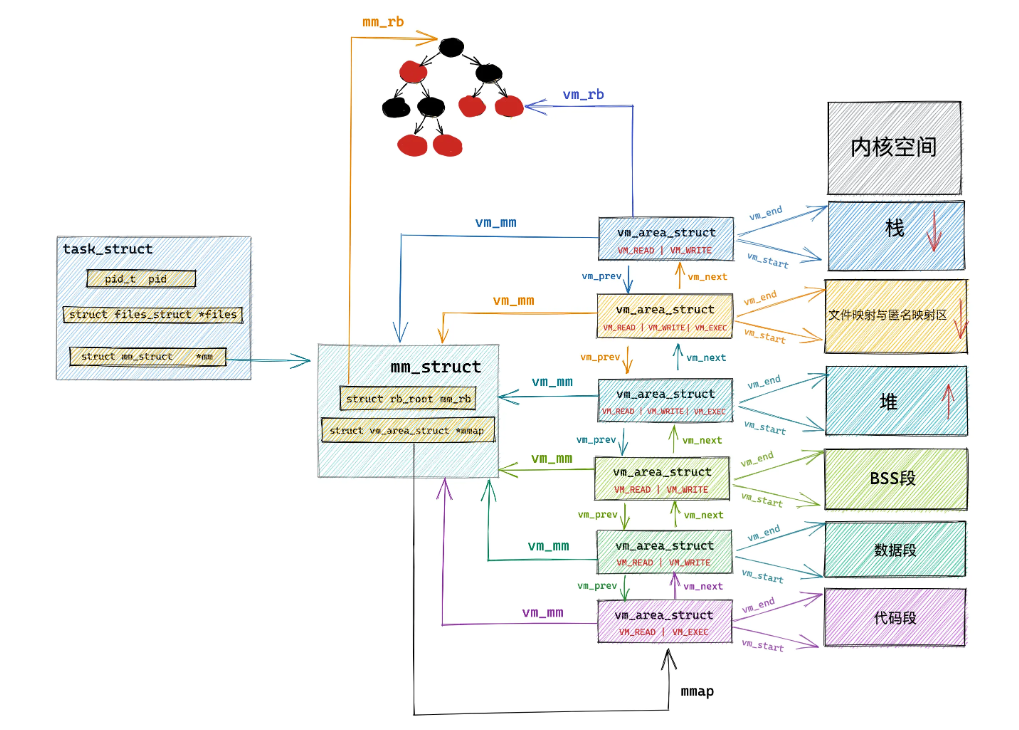 mm_rb
vm_rb
内核空间
task_struct
pid_t pid
struct files_struct *files
struct mm_struct *mm
mm_struct
struct rb_root mm_rb
struct vm_area_struct *mmap
vm_mm
vm_area_struct
VM_READ | VM_WRITE
vm_end
vm_start
栈
vm_prev
vm_next
vm_mm
vm_area_struct
VM_READ | VM_WRITE| VM_EXEC
vm_end
vm_start
文件映射与匿名映射区
vm_prev
vm_next
vm_mm
vm_area_struct
VM_READ | VM_WRITE| VM_EXEC
vm_end
vm_start
堆
vm_prev
vm_next
vm_mm
vm_area_struct
VM_READ | VM_WRITE
vm_end
vm_start
BSS段
vm_prev
vm_next
vm_mm
vm_area_struct
VM_READ | VM_WRITE
vm_end
vm_start
数据段
vm_prev
vm_next
vm_mm
vm_area_struct
VM_READ | VM_EXEC
vm_end
vm_start
代码段
mmap